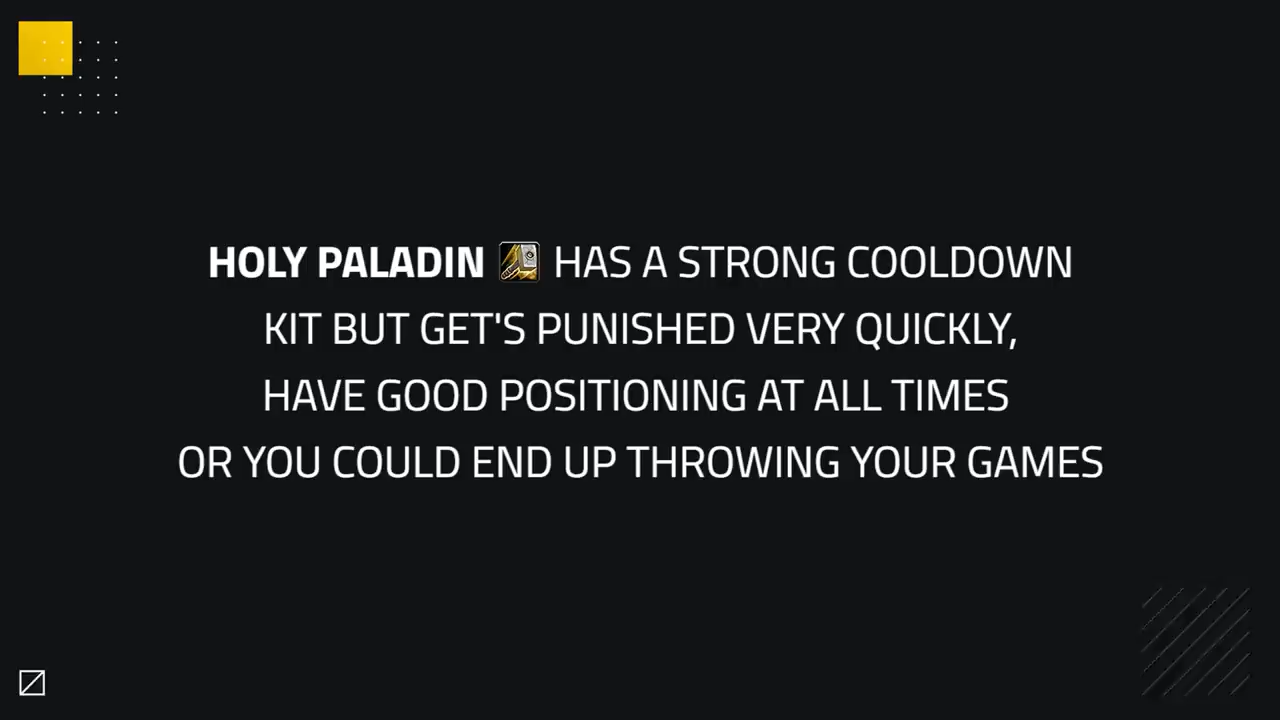 HOLY PALADIN HAS A STRONG COOLDOWN
KIT BUT GET'S PUNISHED VERY QUICKLY,
HAVE GOOD POSITIONING AT ALL TIMES
OR YOU COULD END UP THROWING YOUR GAMES